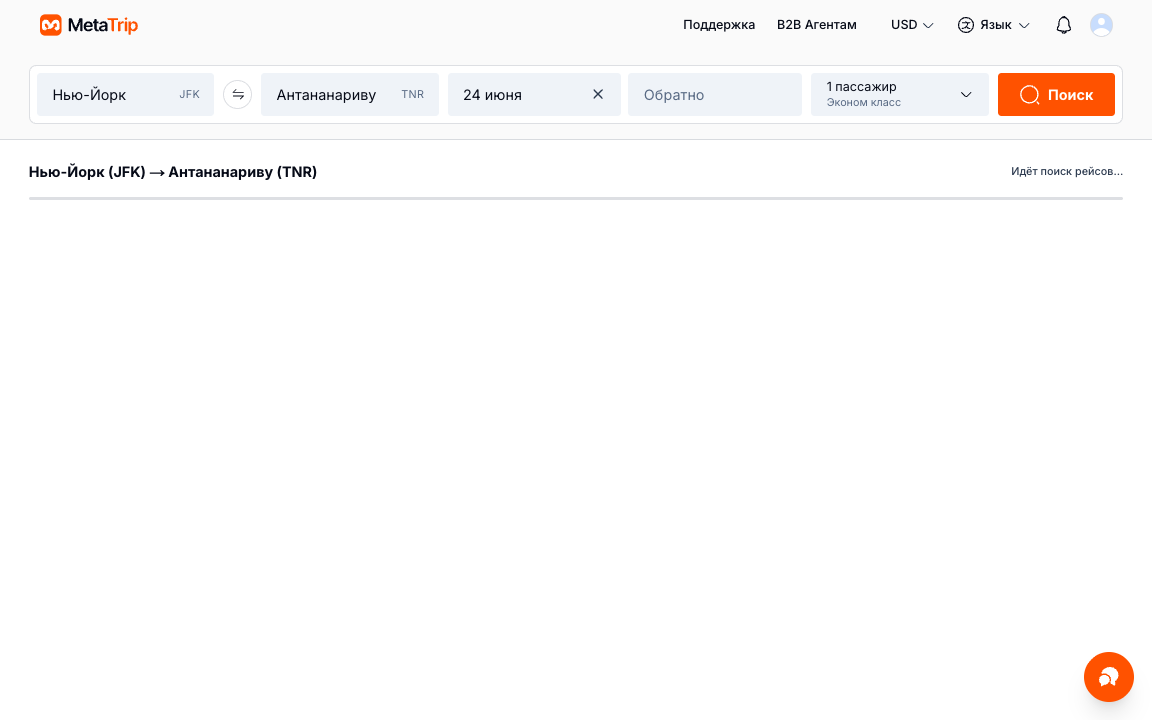 MetaTrip
Поддержка
B2B Агентам
USD
Язык
Нью-Йорк JFK
Антананариву TNR
24 июня
Обратно
1 пассажир
Эконом класс
Поиск
Нью-Йорк (JFK) → Антананариву (TNR)
Идёт поиск рейсов...